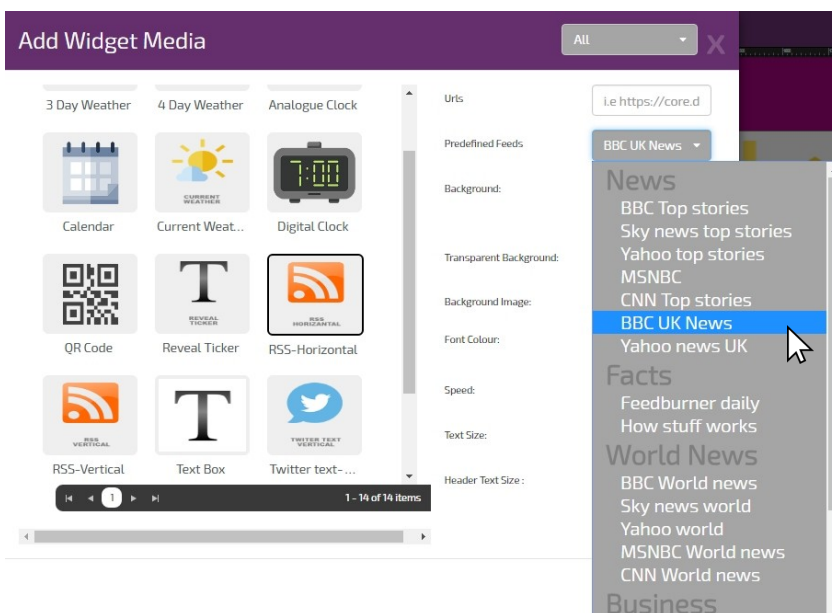 Add Widget Media
All
X
3 Day Weather
4 Day Weather
Analogue Clock
CURRENT
WEATHER
7:00
Calendar
Current Weat...
Digital Clock
T
REVEAL
TICKER
RSS
HORIZANTAL
QR Code
Reveal Ticker
RSS-Horizontal
RSS
VERTICAL
T
TWITER TEXT
VERTICAL
RSS-Vertical
Text Box
Twitter text-...
1
1 - 14 of 14 items
Urls
i.e https://core.d
Predefined Feeds
BBC UK News
Background:
Transparent Background:
Background Image:
Font Colour:
Speed:
Text Size:
Header Text Size :
News
BBC Top stories
Sky news top stories
Yahoo top stories
MSNBC
CNN Top stories
BBC UK News
Yahoo news UK
Facts
Feedburner daily
How stuff works
World News
BBC World news
Sky news world
Yahoo world
MSNBC World news
CNN World news
Business